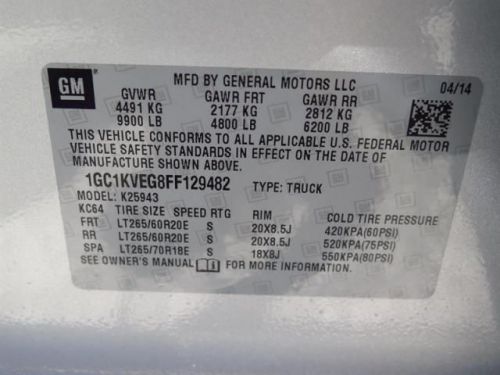 GM
MFD BY GENERAL MOTORS LLC 04/14
GVWR GAWR FRT GAWR RR
4491 KG 2177 KG 2812 KG
9900 LB 4800 LB 6200 LB
THIS VEHICLE CONFORMS TO ALL APPLICABLE U.S. FEDERAL MOTOR
VEHICLE SAFETY STANDARDS IN EFFECT ON THE DATE OF
MANUFACTURE SHOWN ABOVE.
1GC1KVEG8FF129482 TYPE: TRUCK
MODEL: K25943
KC64 TIRE SIZE SPEED RTG RIM COLD TIRE PRESSURE
FRT LT265/60R20E S 20X8.5J 420KPA(60PSI)
RR LT265/60R20E S 20X8.5J 520KPA(75PSI)
SPA LT265/70R18E S 18X8J 550KPA(80PSI)
SEE OWNER'S MANUAL FOR MORE INFORMATION.